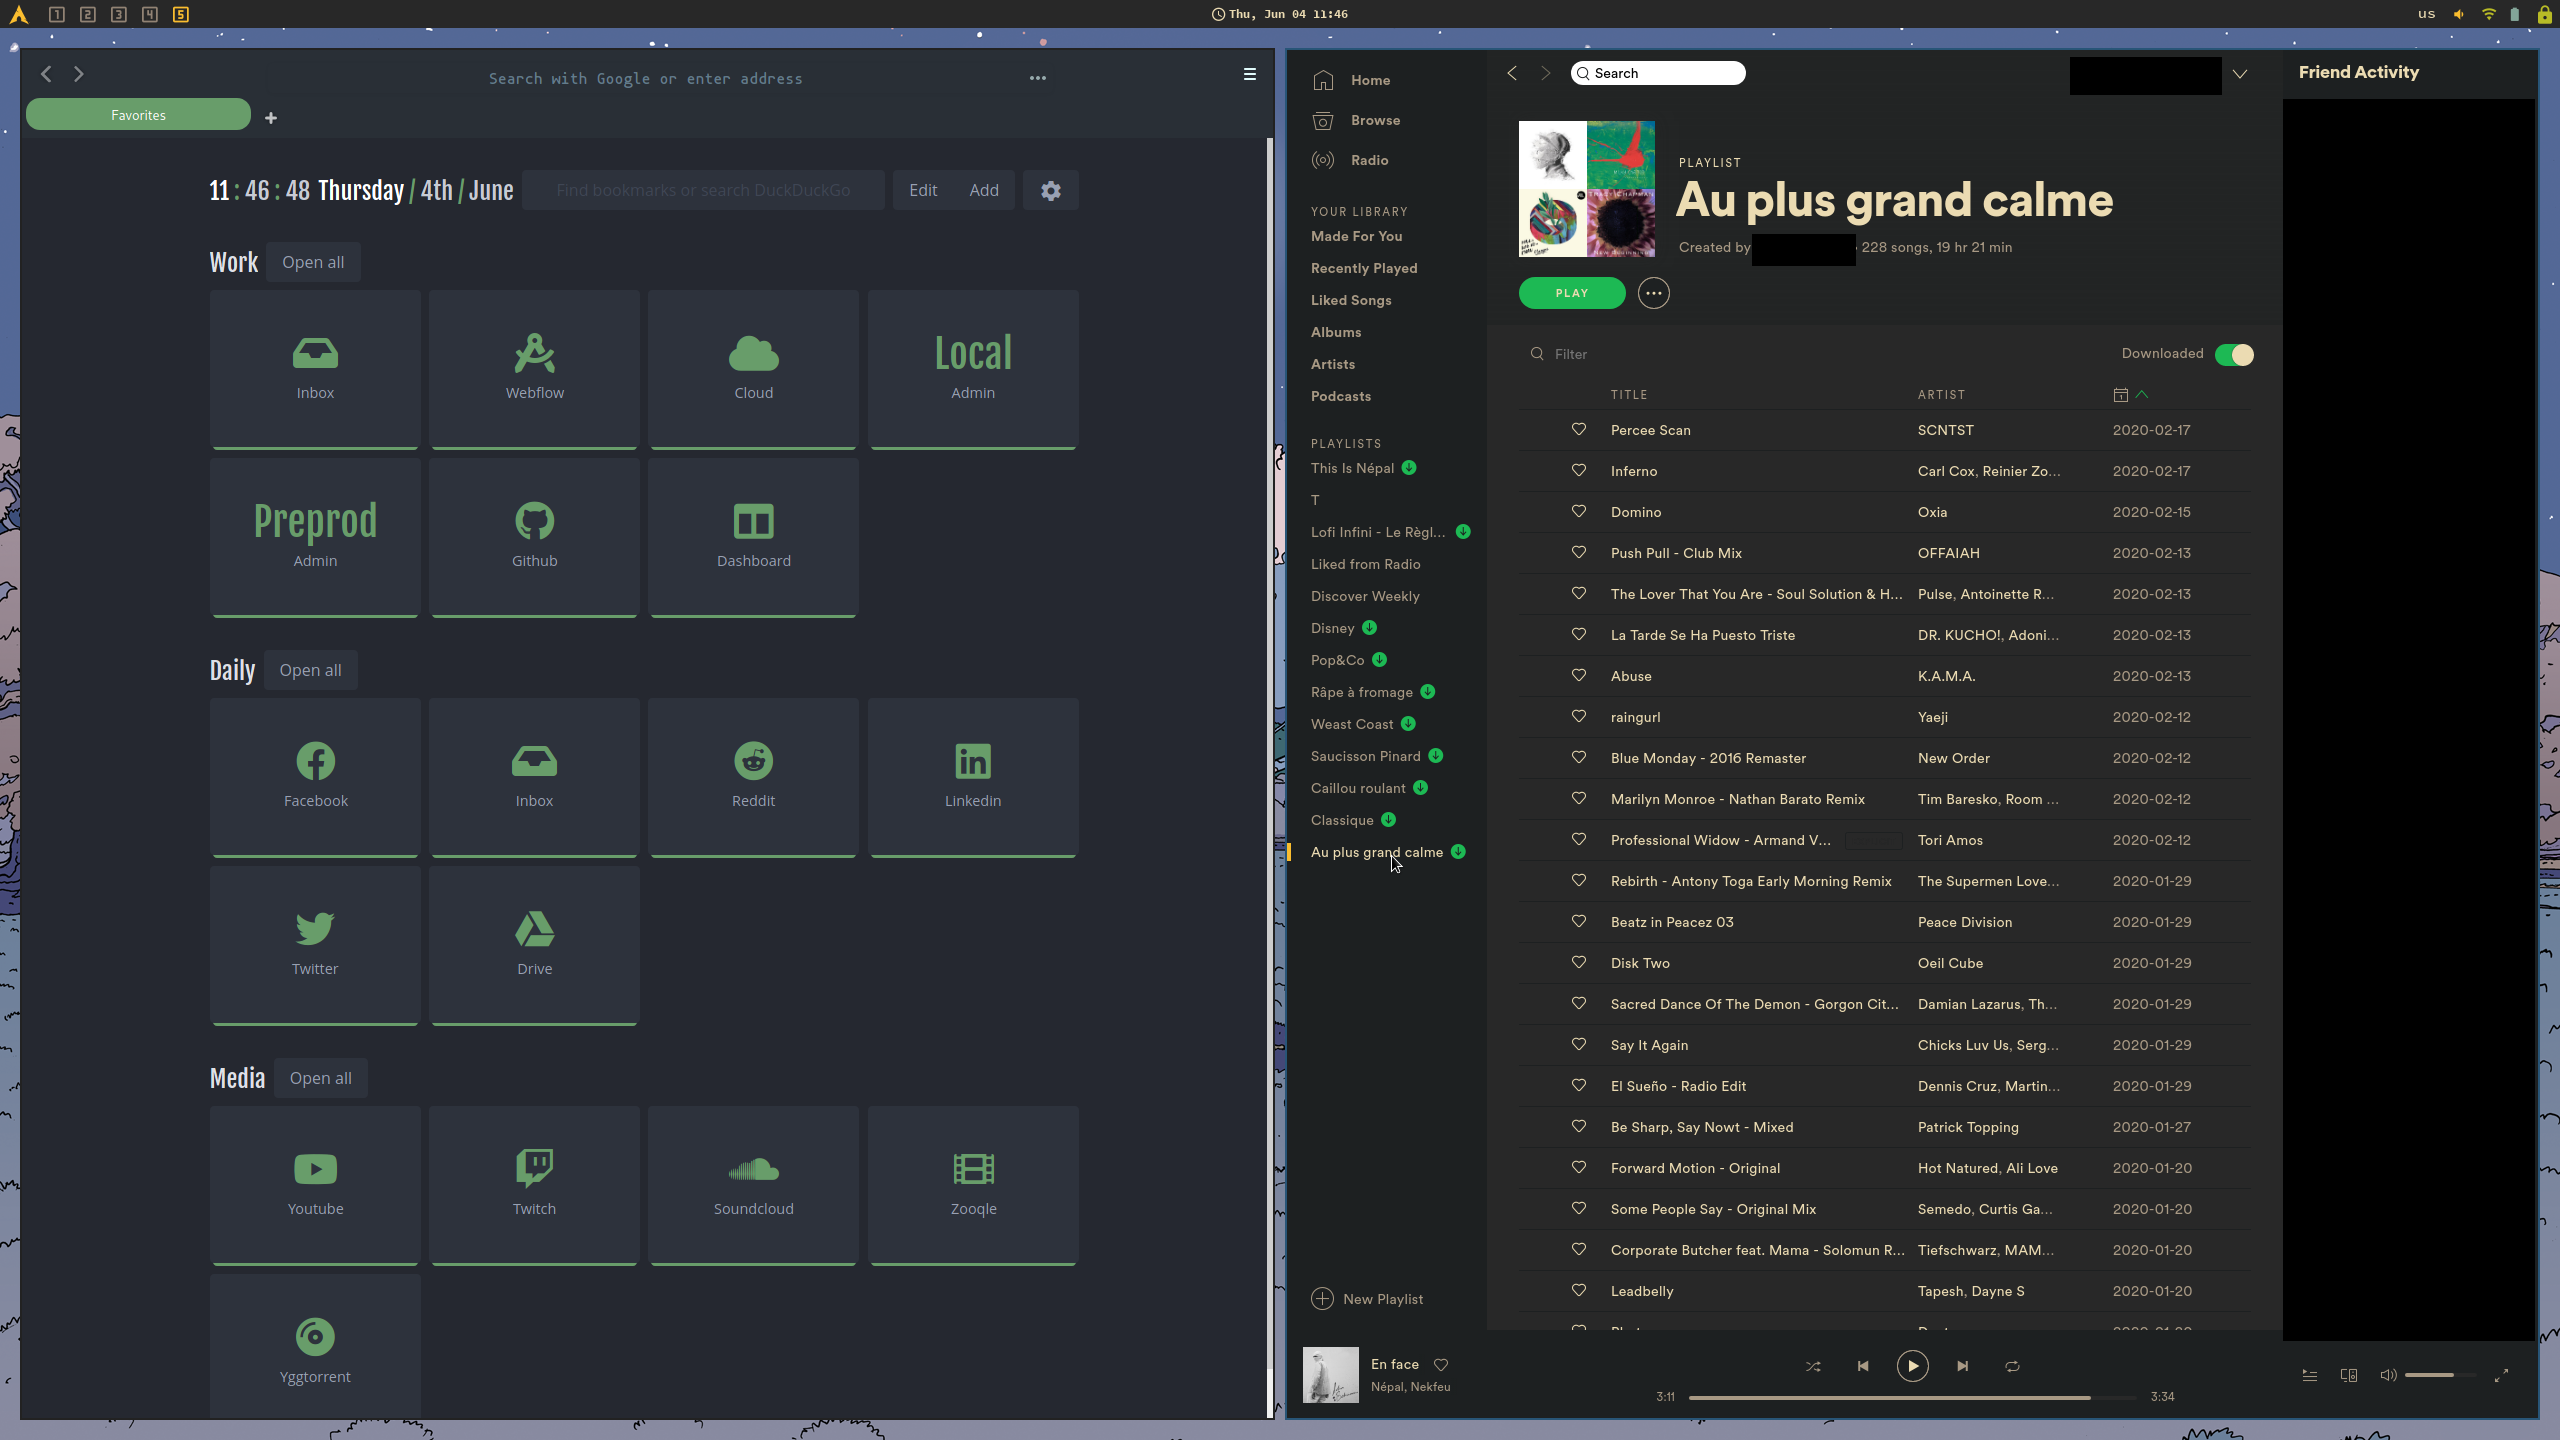 1 2 3 4 5
Thu, Jun 04 11:46
us
Search with Google or enter address
Favorites
11 : 46 : 48 Thursday / 4th / June
Find bookmarks or search DuckDuckGo
Edit
Add
Work
Open all
Inbox
Webflow
Cloud
Local
Admin
Preprod
Admin
Github
Dashboard
Daily
Open all
Facebook
Inbox
Reddit
Linkedin
Twitter
Drive
Media
Open all
Youtube
Twitch
Soundcloud
Zooqle
Yggtorrent
Home
Browse
Radio
YOUR LIBRARY
Made For You
Recently Played
Liked Songs
Albums
Artists
Podcasts
PLAYLISTS
This Is Népal
T
Lofi Infini - Le Règl...
Liked from Radio
Discover Weekly
Disney
Pop&Co
Râpe à fromage
Weast Coast
Saucisson Pinard
Caillou roulant
Classique
Au plus grand calme
New Playlist
Search
Friend Activity
PLAYLIST
Au plus grand calme
Created by
228 songs, 19 hr 21 min
PLAY
Filter
Downloaded
TITLE ARTIST
Percee Scan SCNTST 2020-02-17
Inferno Carl Cox, Reinier Zo... 2020-02-17
Domino Oxia 2020-02-15
Push Pull - Club Mix OFFAIAH 2020-02-13
The Lover That You Are - Soul Solution & H... Pulse, Antoinette R... 2020-02-13
La Tarde Se Ha Puesto Triste DR. KUCHO!, Adoni... 2020-02-13
Abuse K.A.M.A. 2020-02-13
raingurl Yaeji 2020-02-12
Blue Monday - 2016 Remaster New Order 2020-02-12
Marilyn Monroe - Nathan Barato Remix Tim Baresko, Room ... 2020-02-12
Professional Widow - Armand V... Tori Amos 2020-02-12
Rebirth - Antony Toga Early Morning Remix The Supermen Love... 2020-01-29
Beatz in Peacez 03 Peace Division 2020-01-29
Disk Two Oeil Cube 2020-01-29
Sacred Dance Of The Demon - Gorgon Cit... Damian Lazarus, Th... 2020-01-29
Say It Again Chicks Luv Us, Serg... 2020-01-29
El Sueño - Radio Edit Dennis Cruz, Martin... 2020-01-29
Be Sharp, Say Nowt - Mixed Patrick Topping 2020-01-27
Forward Motion - Original Hot Natured, Ali Love 2020-01-20
Some People Say - Original Mix Semedo, Curtis Ga... 2020-01-20
Corporate Butcher feat. Mama - Solomun R... Tiefschwarz, MAM... 2020-01-20
Leadbelly Tapesh, Dayne S 2020-01-20
En face
Népal, Nekfeu
3:11
3:34